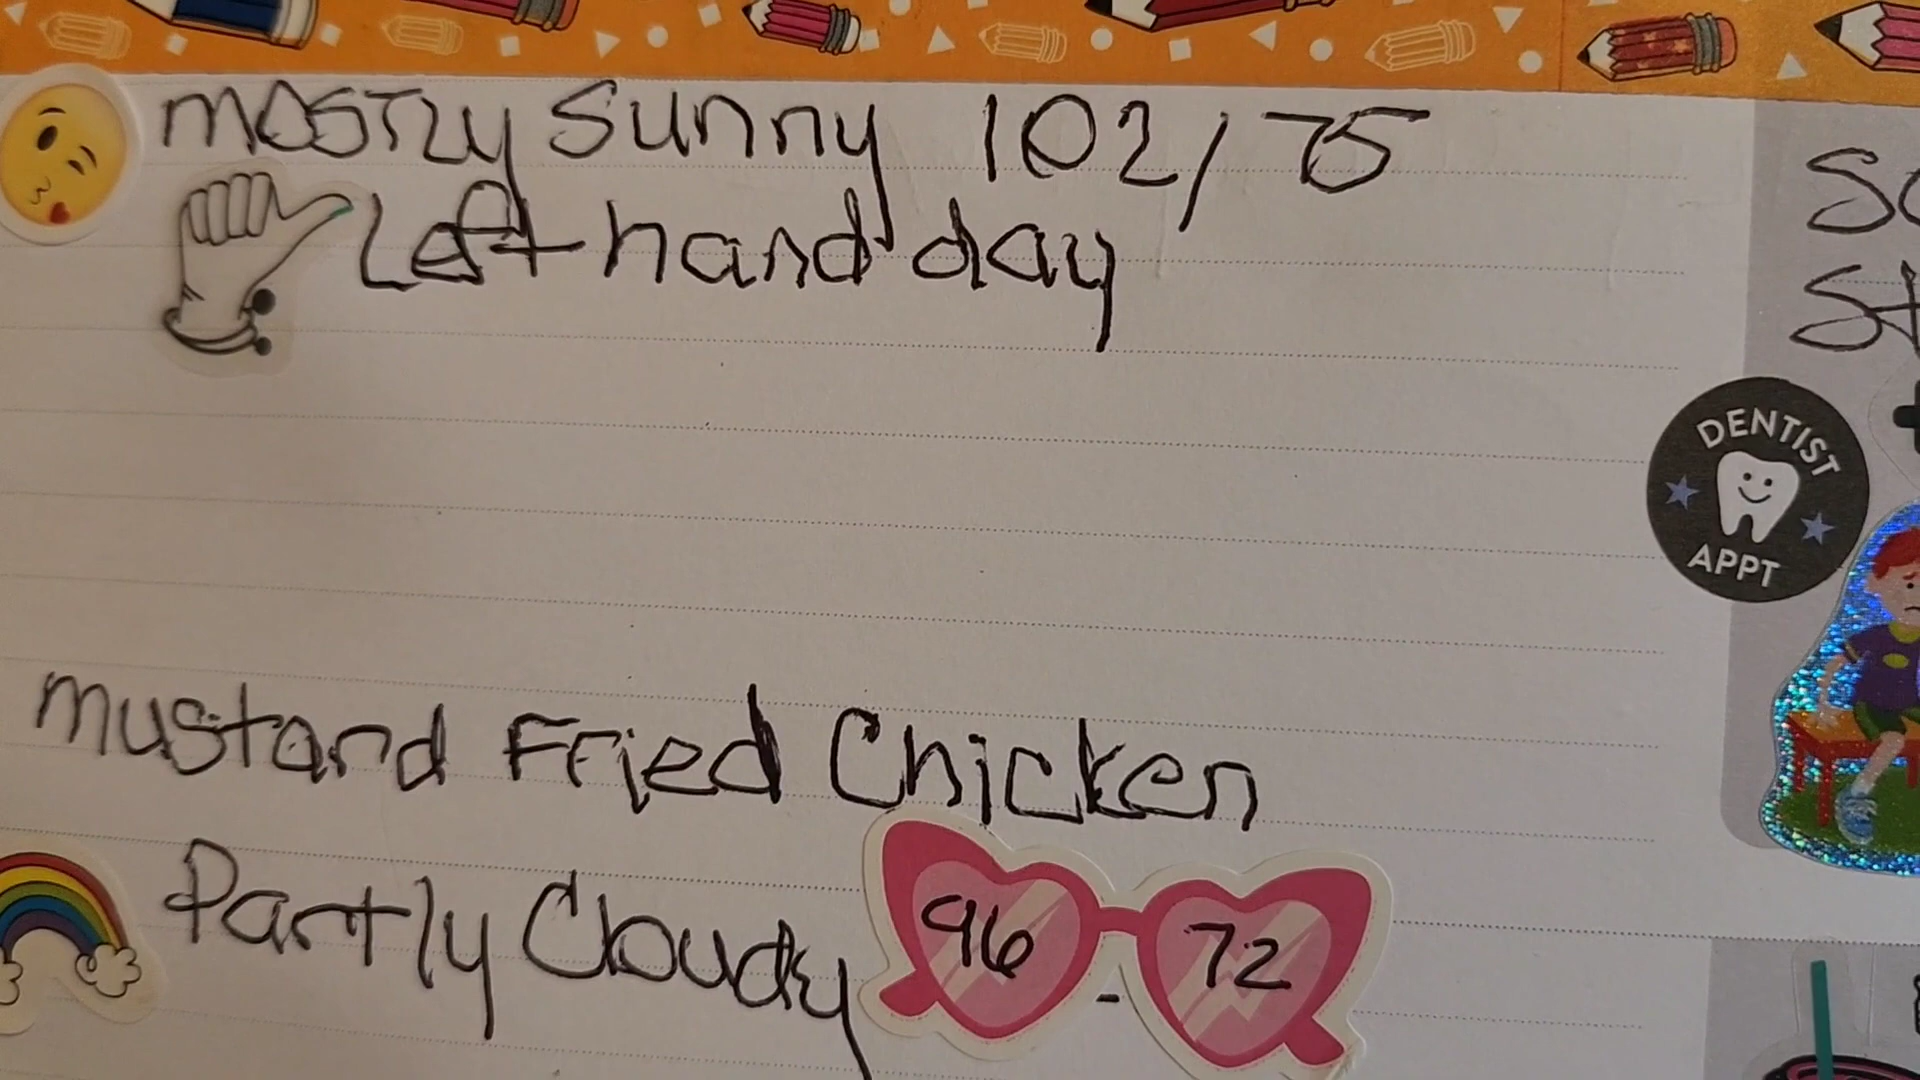 mostly sunny 102/75
Left hand day
DENTIST
APPT
mustard Fried Chicken
Partly Cloudy 96 - 72